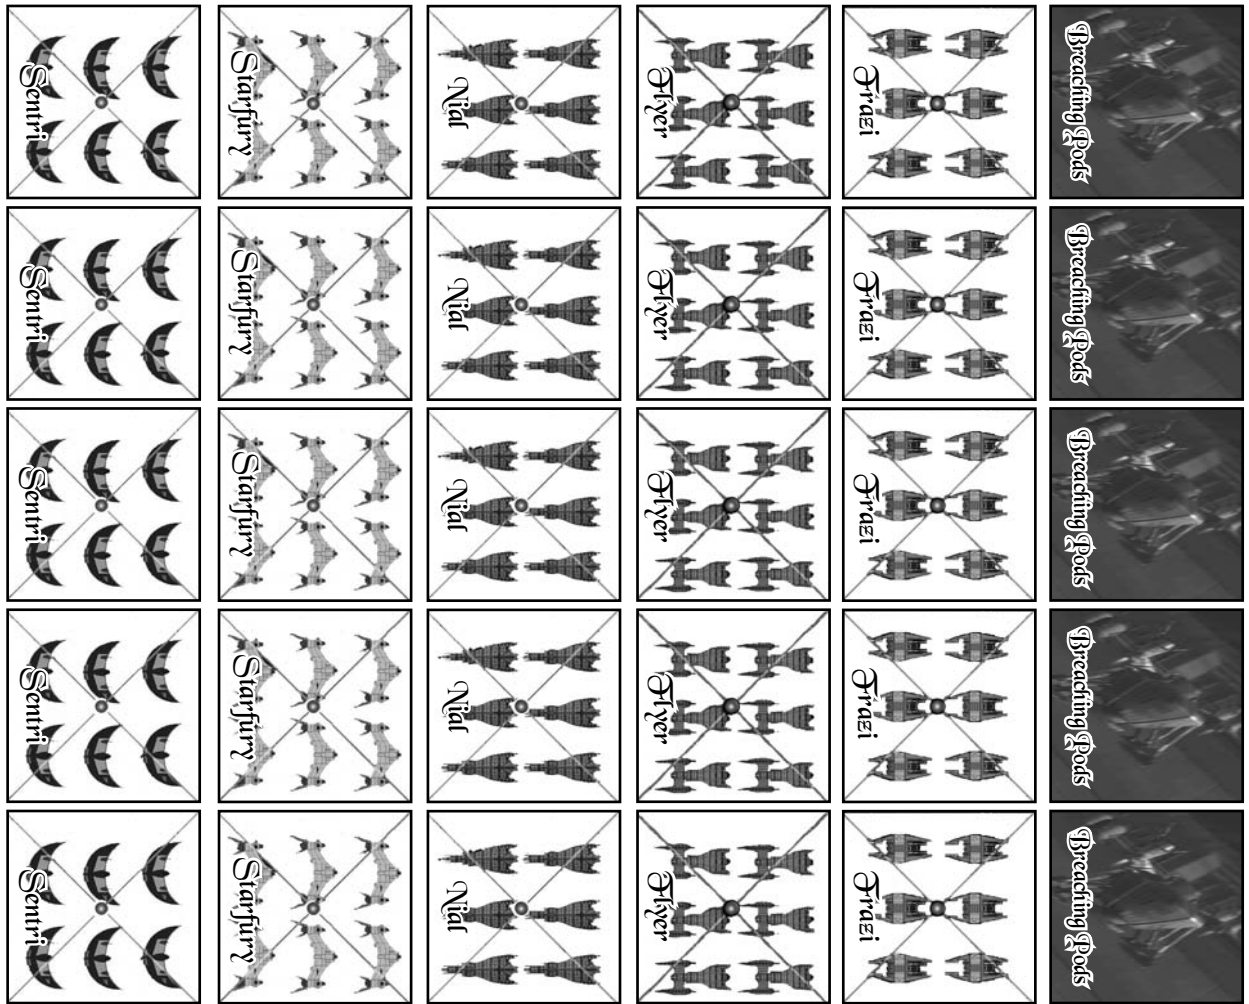 Sentri
Starfury
Nial
Flyer
Frazi
Breaching Pods
Sentri
Starfury
Nial
Flyer
Frazi
Breaching Pods
Sentri
Starfury
Nial
Flyer
Frazi
Breaching Pods
Sentri
Starfury
Nial
Flyer
Frazi
Breaching Pods
Sentri
Starfury
Nial
Flyer
Frazi
Breaching Pods